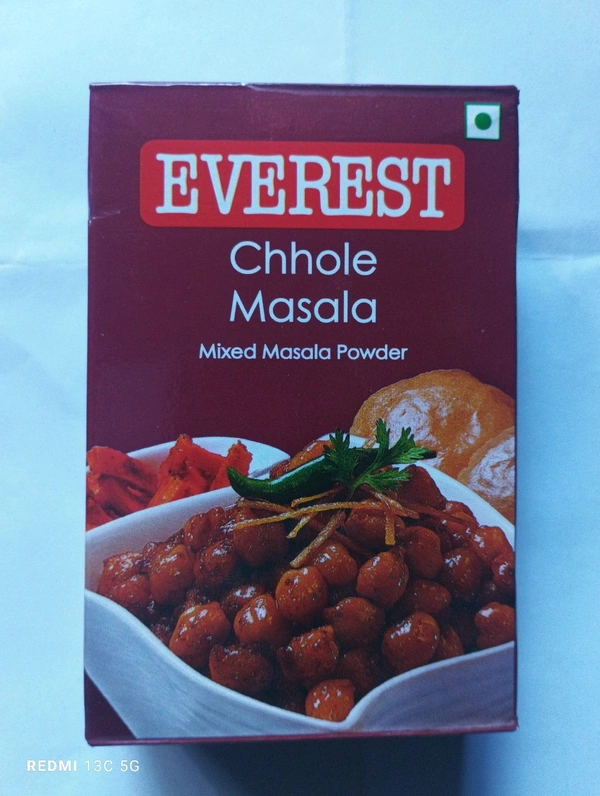 EVEREST
Chhole
Masala
Mixed Masala Powder
REDMI 13C 5G